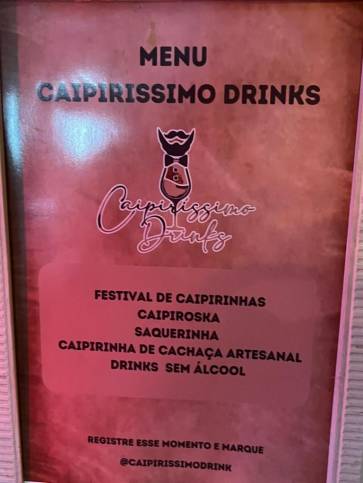 MENU
CAIPIRISSIMO DRINKS
Caipirissimo
Drinks
FESTIVAL DE CAIPIRINHAS
CAIPIROSKA
SAQUERINHA
CAIPIRINHA DE CACHAÇA ARTESANAL
DRINKS SEM ÁLCOOL
REGISTRE ESSE MOMENTO E MARQUE
@CAIPIRISSIMODRINK